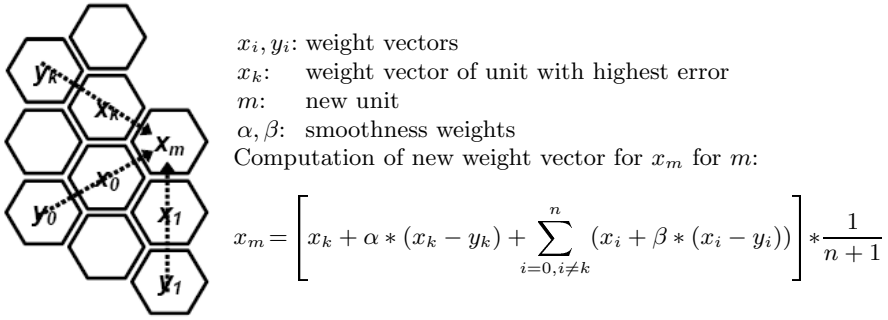 y_k
x_k
x_m
x_0
y_0
x_1
y_1
x_i, y_i: weight vectors
x_k: weight vector of unit with highest error
m: new unit
α, β: smoothness weights
Computation of new weight vector for x_m for m:
x_m = [x_k + α * (x_k − y_k) + \sum_{i=0, i≠k}^{n} (x_i + β * (x_i − y_i))] * \frac{1}{n + 1}